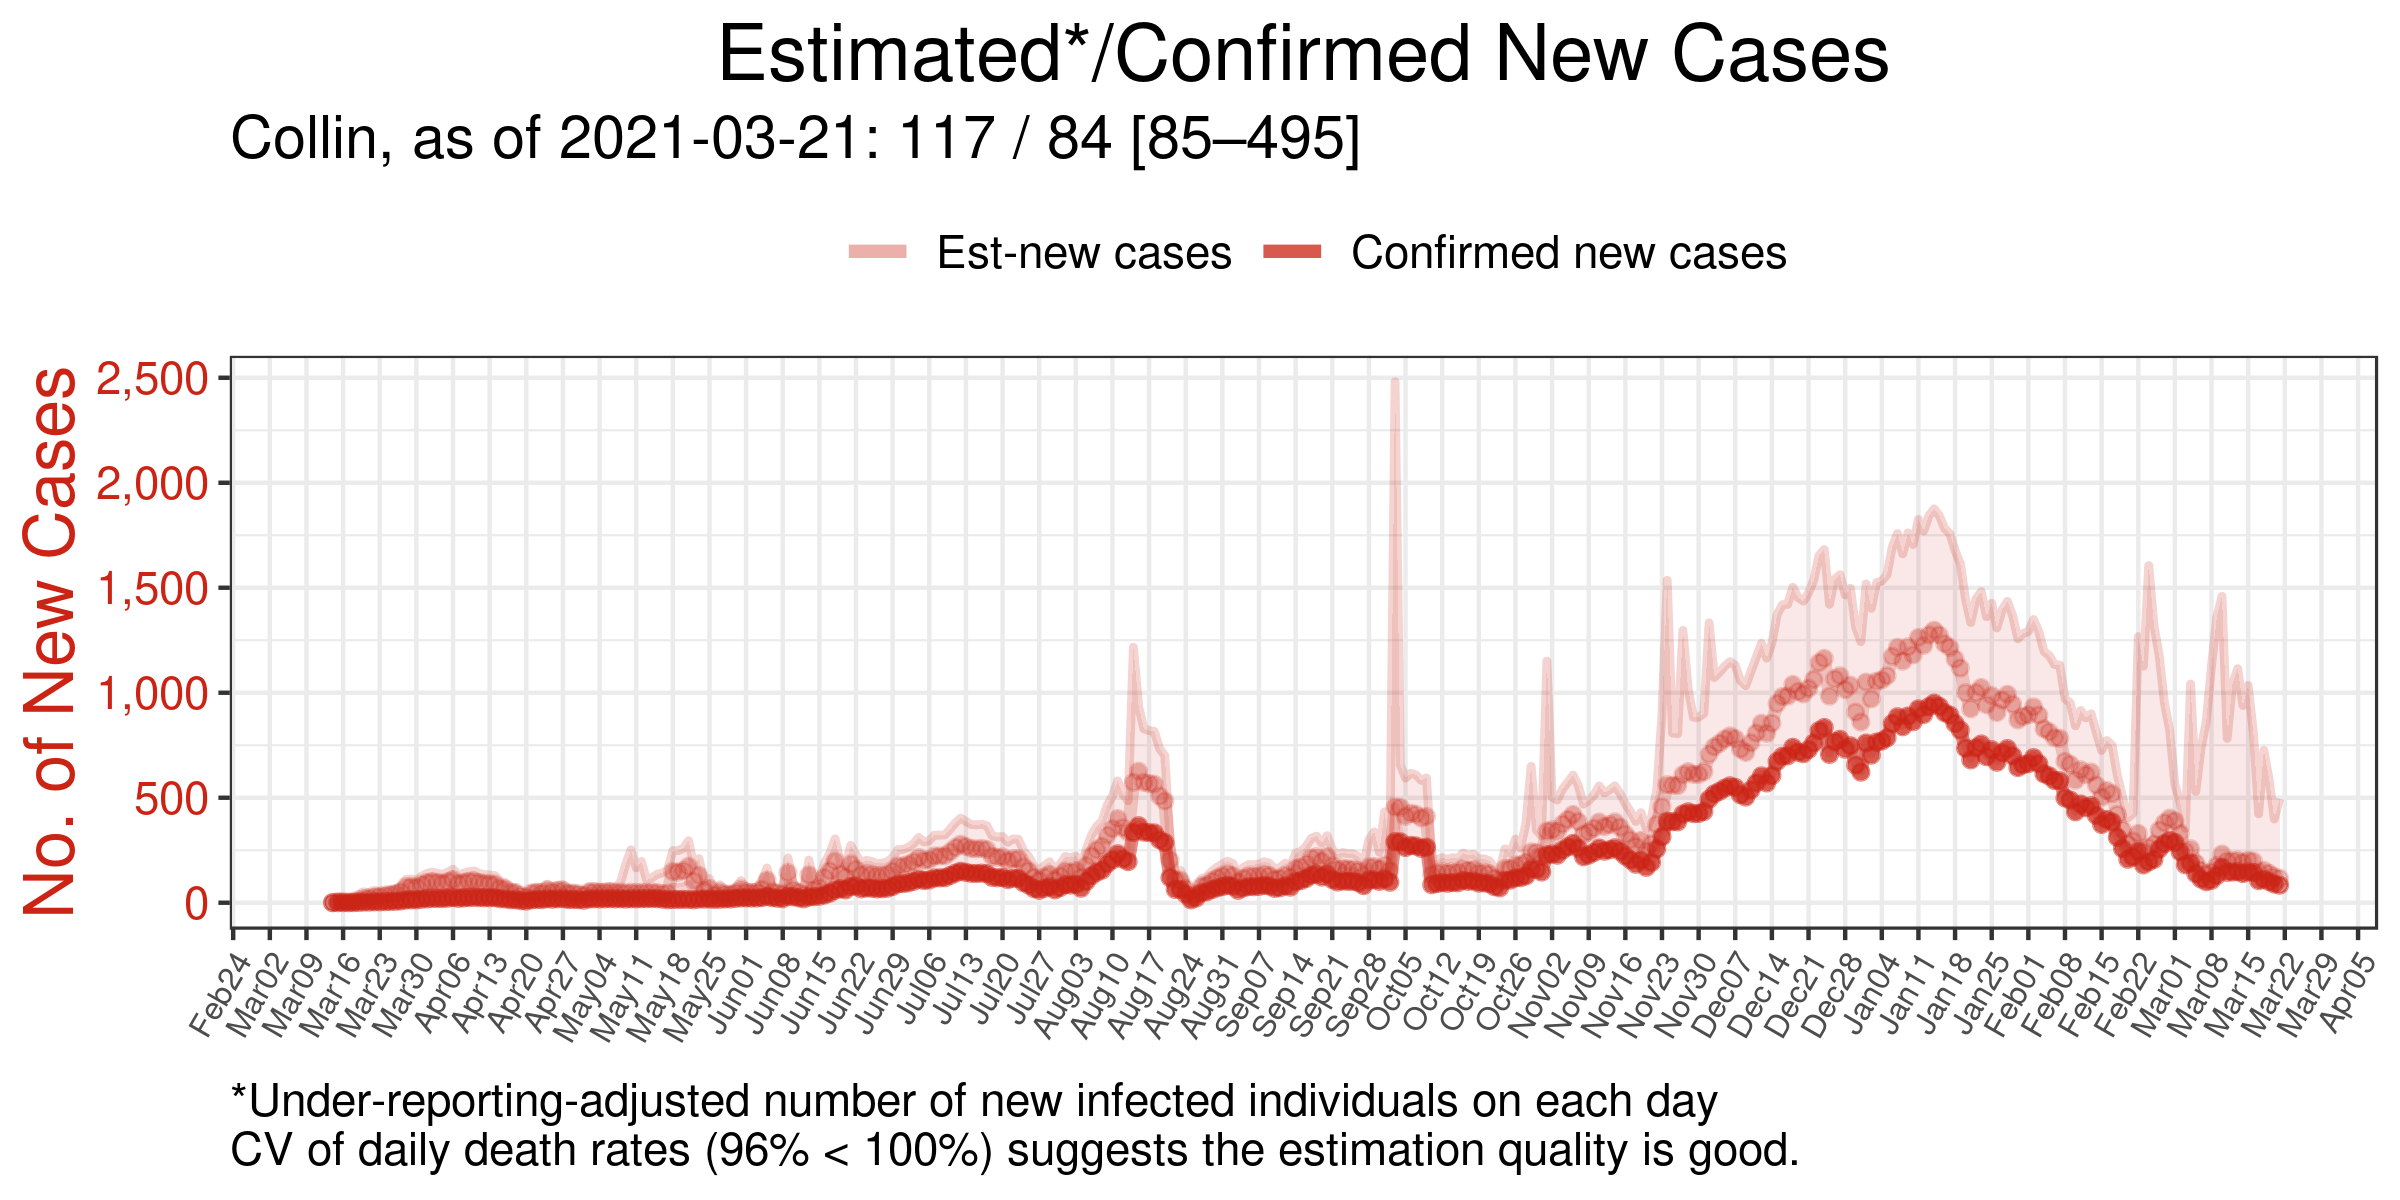 Estimated*/Confirmed New Cases
Collin, as of 2021-03-21: 117 / 84 [85–495]
Est-new cases
Confirmed new cases
No. of New Cases
2,500
2,000
1,500
1,000
500
0
Feb24
Mar02
Mar09
Mar16
Mar23
Mar30
Apr06
Apr13
Apr20
Apr27
May04
May11
May18
May25
Jun01
Jun08
Jun15
Jun22
Jun29
Jul06
Jul13
Jul20
Jul27
Aug03
Aug10
Aug17
Aug24
Aug31
Sep07
Sep14
Sep21
Sep28
Oct05
Oct12
Oct19
Oct26
Nov02
Nov09
Nov16
Nov23
Nov30
Dec07
Dec14
Dec21
Dec28
Jan04
Jan11
Jan18
Jan25
Feb01
Feb08
Feb15
Feb22
Mar01
Mar08
Mar15
Mar22
Mar29
Apr05
*Under-reporting-adjusted number of new infected individuals on each day
CV of daily death rates (96% < 100%) suggests the estimation quality is good.